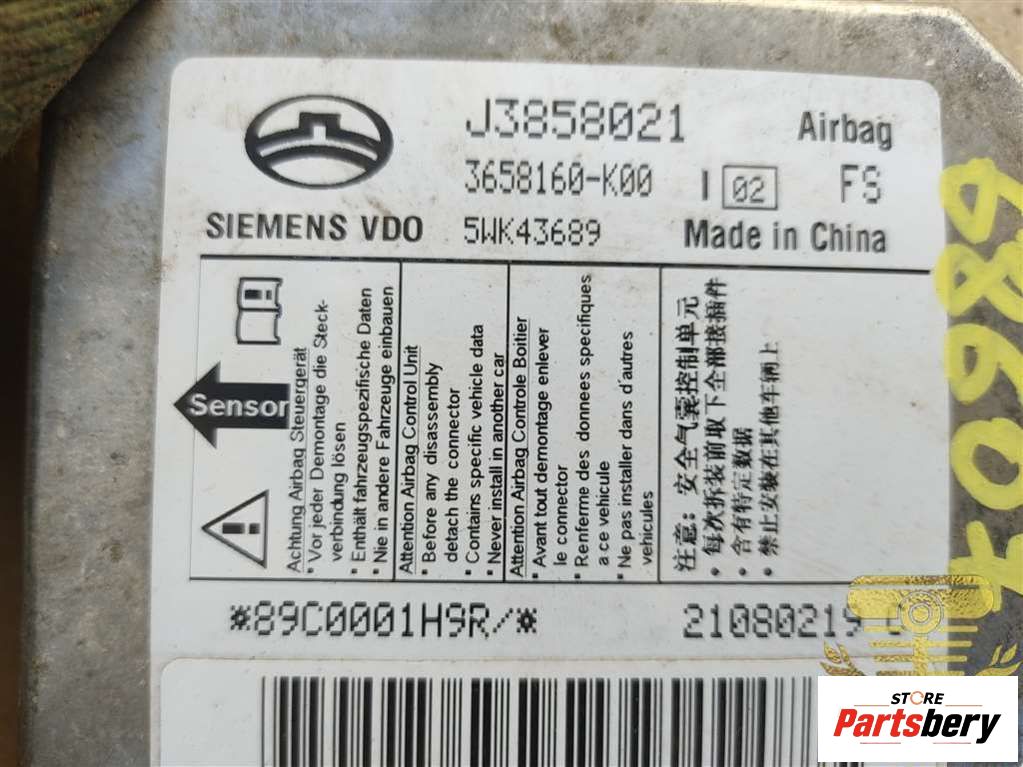 J3858021 Airbag
3658160-K00 I 02 FS
SIEMENS VDO 5WK43689 Made in China
Sensor
Achtung Airbag Steuergerät
* Vor jeder Demontage die Steck-
verbindung lösen
* Enthält fahrzeugspezifische Daten
* Nie in andere Fahrzeuge einbauen
Attention Airbag Control Unit
* Before any disassembly
detach the connector
* Contains specific vehicle data
* Never install in another car
Attention Airbag Controle Boitier
* Avant tout demontage enlever
le connector
* Renferme des donnees specifiques
a ce vehicule
* Ne pas installer dans d'autres
vehicules
注意：安全气囊控制单元
• 每次拆装前取下全部接插件
• 含有特定数据
• 禁止安装在其他车辆上
*89C0001H9R/* 21080219
STORE
Partsbery